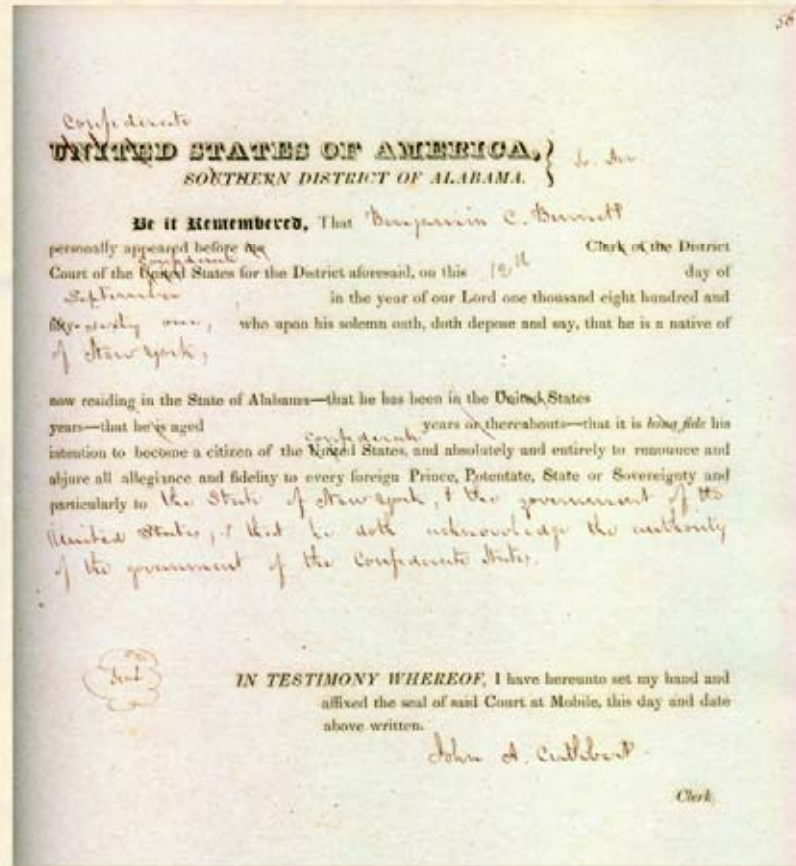 56
Confederate
UNITED STATES OF AMERICA,
SOUTHERN DISTRICT OF ALABAMA.
Be it Remembered, That Benjamin C. Burnett
personally appeared before me Clerk of the District
Confederate
Court of the United States for the District aforesaid, on this 12th day of
September, in the year of our Lord one thousand eight hundred and
fifty-sixty one, who upon his solemn oath, doth depose and say, that he is a native of
of New York,
now residing in the State of Alabama—that he has been in the United States
years—that he is aged years or thereabouts—that it is bona fide his
confederate
intention to become a citizen of the United States, and absolutely and entirely to renounce and
abjure all allegiance and fidelity to every foreign Prince, Potentate, State or Sovereignty and
particularly to the State of New York, & the government of the
United States, & that he doth acknowledge the authority
of the government of the Confederate States.
Seal
IN TESTIMONY WHEREOF, I have hereunto set my hand and
affixed the seal of said Court at Mobile, this day and date
above written.
John A. Cuthbert
Clerk